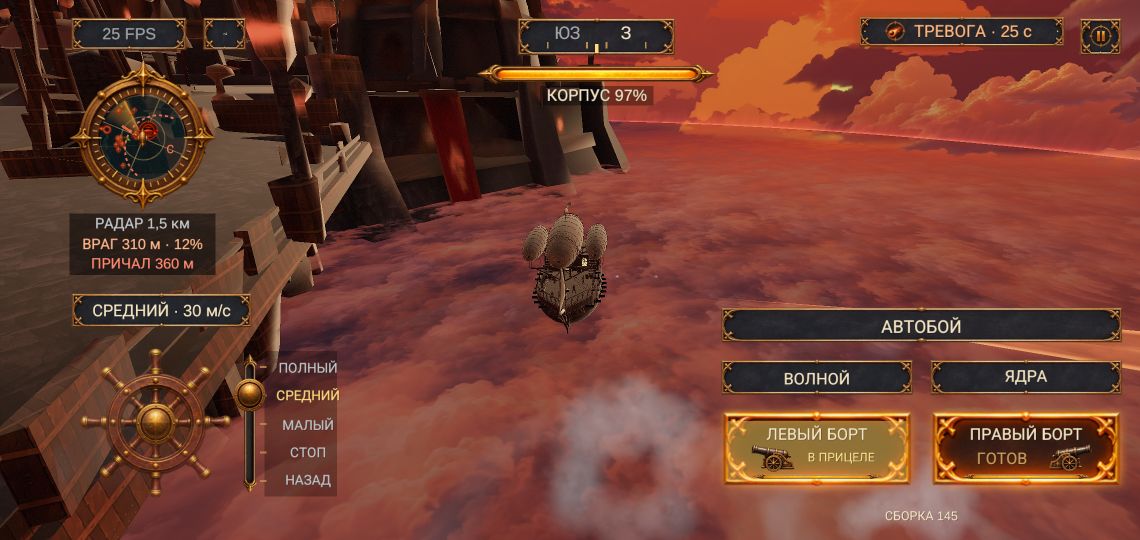 25 FPS
ЮЗ
З
ТРЕВОГА · 25 с
КОРПУС 97%
С
РАДАР 1,5 км
ВРАГ 310 м · 12%
ПРИЧАЛ 360 м
СРЕДНИЙ · 30 м/с
ПОЛНЫЙ
СРЕДНИЙ
МАЛЫЙ
СТОП
НАЗАД
АВТОБОЙ
ВОЛНОЙ
ЯДРА
ЛЕВЫЙ БОРТ
В ПРИЦЕЛЕ
ПРАВЫЙ БОРТ
ГОТОВ
СБОРКА 145